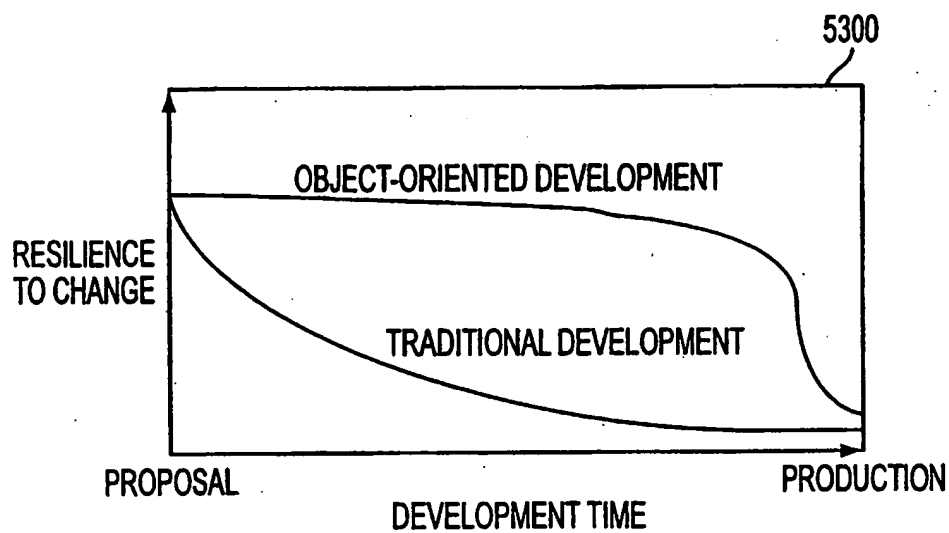 5300
OBJECT-ORIENTED DEVELOPMENT
RESILIENCE
TO CHANGE
TRADITIONAL DEVELOPMENT
PROPOSAL
PRODUCTION
DEVELOPMENT TIME